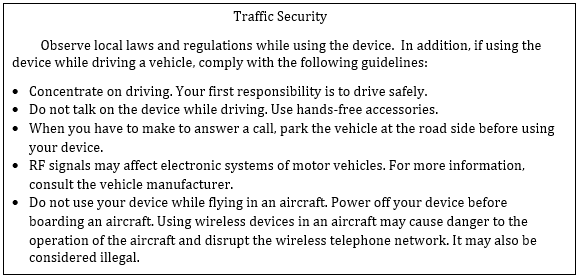 Traffic Security
Observe local laws and regulations while using the device.  In addition, if using the
device while driving a vehicle, comply with the following guidelines:
• Concentrate on driving. Your first responsibility is to drive safely.
• Do not talk on the device while driving. Use hands-free accessories.
• When you have to make to answer a call, park the vehicle at the road side before using
your device.
• RF signals may affect electronic systems of motor vehicles. For more information,
consult the vehicle manufacturer.
• Do not use your device while flying in an aircraft. Power off your device before
boarding an aircraft. Using wireless devices in an aircraft may cause danger to the
operation of the aircraft and disrupt the wireless telephone network. It may also be
considered illegal.